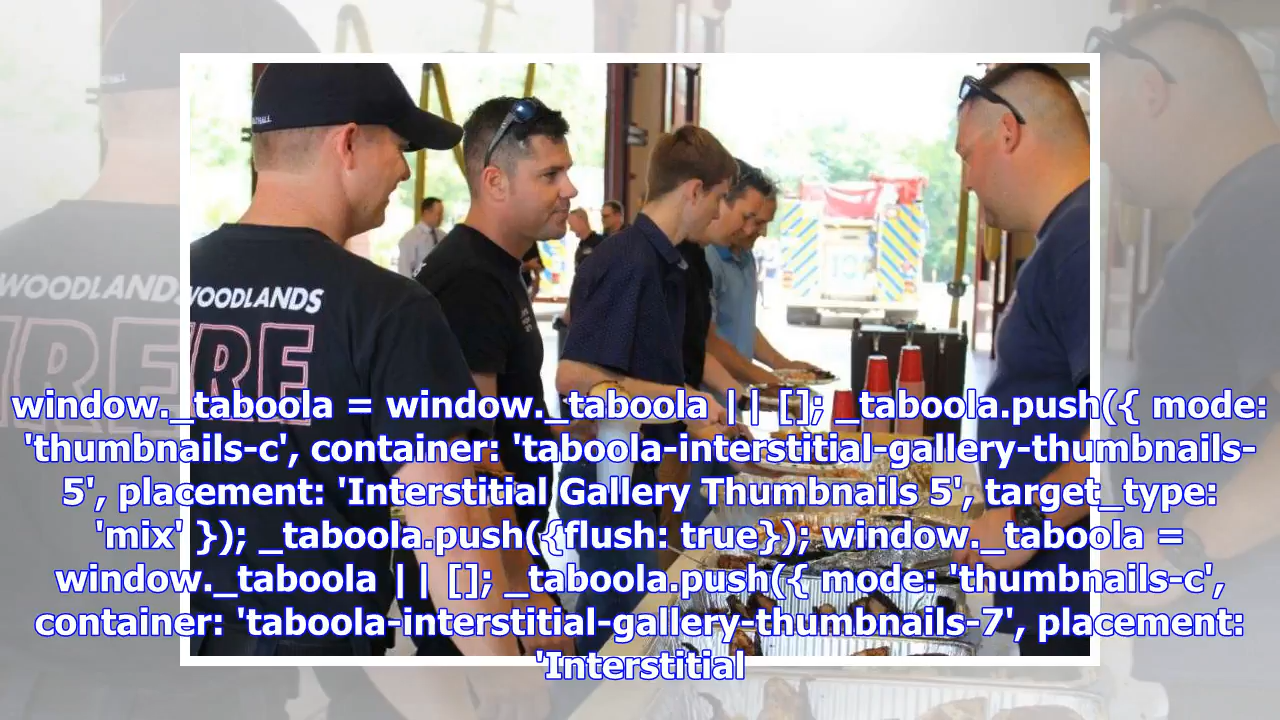 WOODLANDS
WOODLANDS
FIRE
window._taboola = window._taboola || []; _taboola.push({ mode:
'thumbnails-c', container: 'taboola-interstitial-gallery-thumbnails-
5', placement: 'Interstitial Gallery Thumbnails 5', target_type:
'mix' }); _taboola.push({flush: true}); window._taboola =
window._taboola || []; _taboola.push({ mode: 'thumbnails-c',
container: 'taboola-interstitial-gallery-thumbnails-7', placement:
'Interstitial